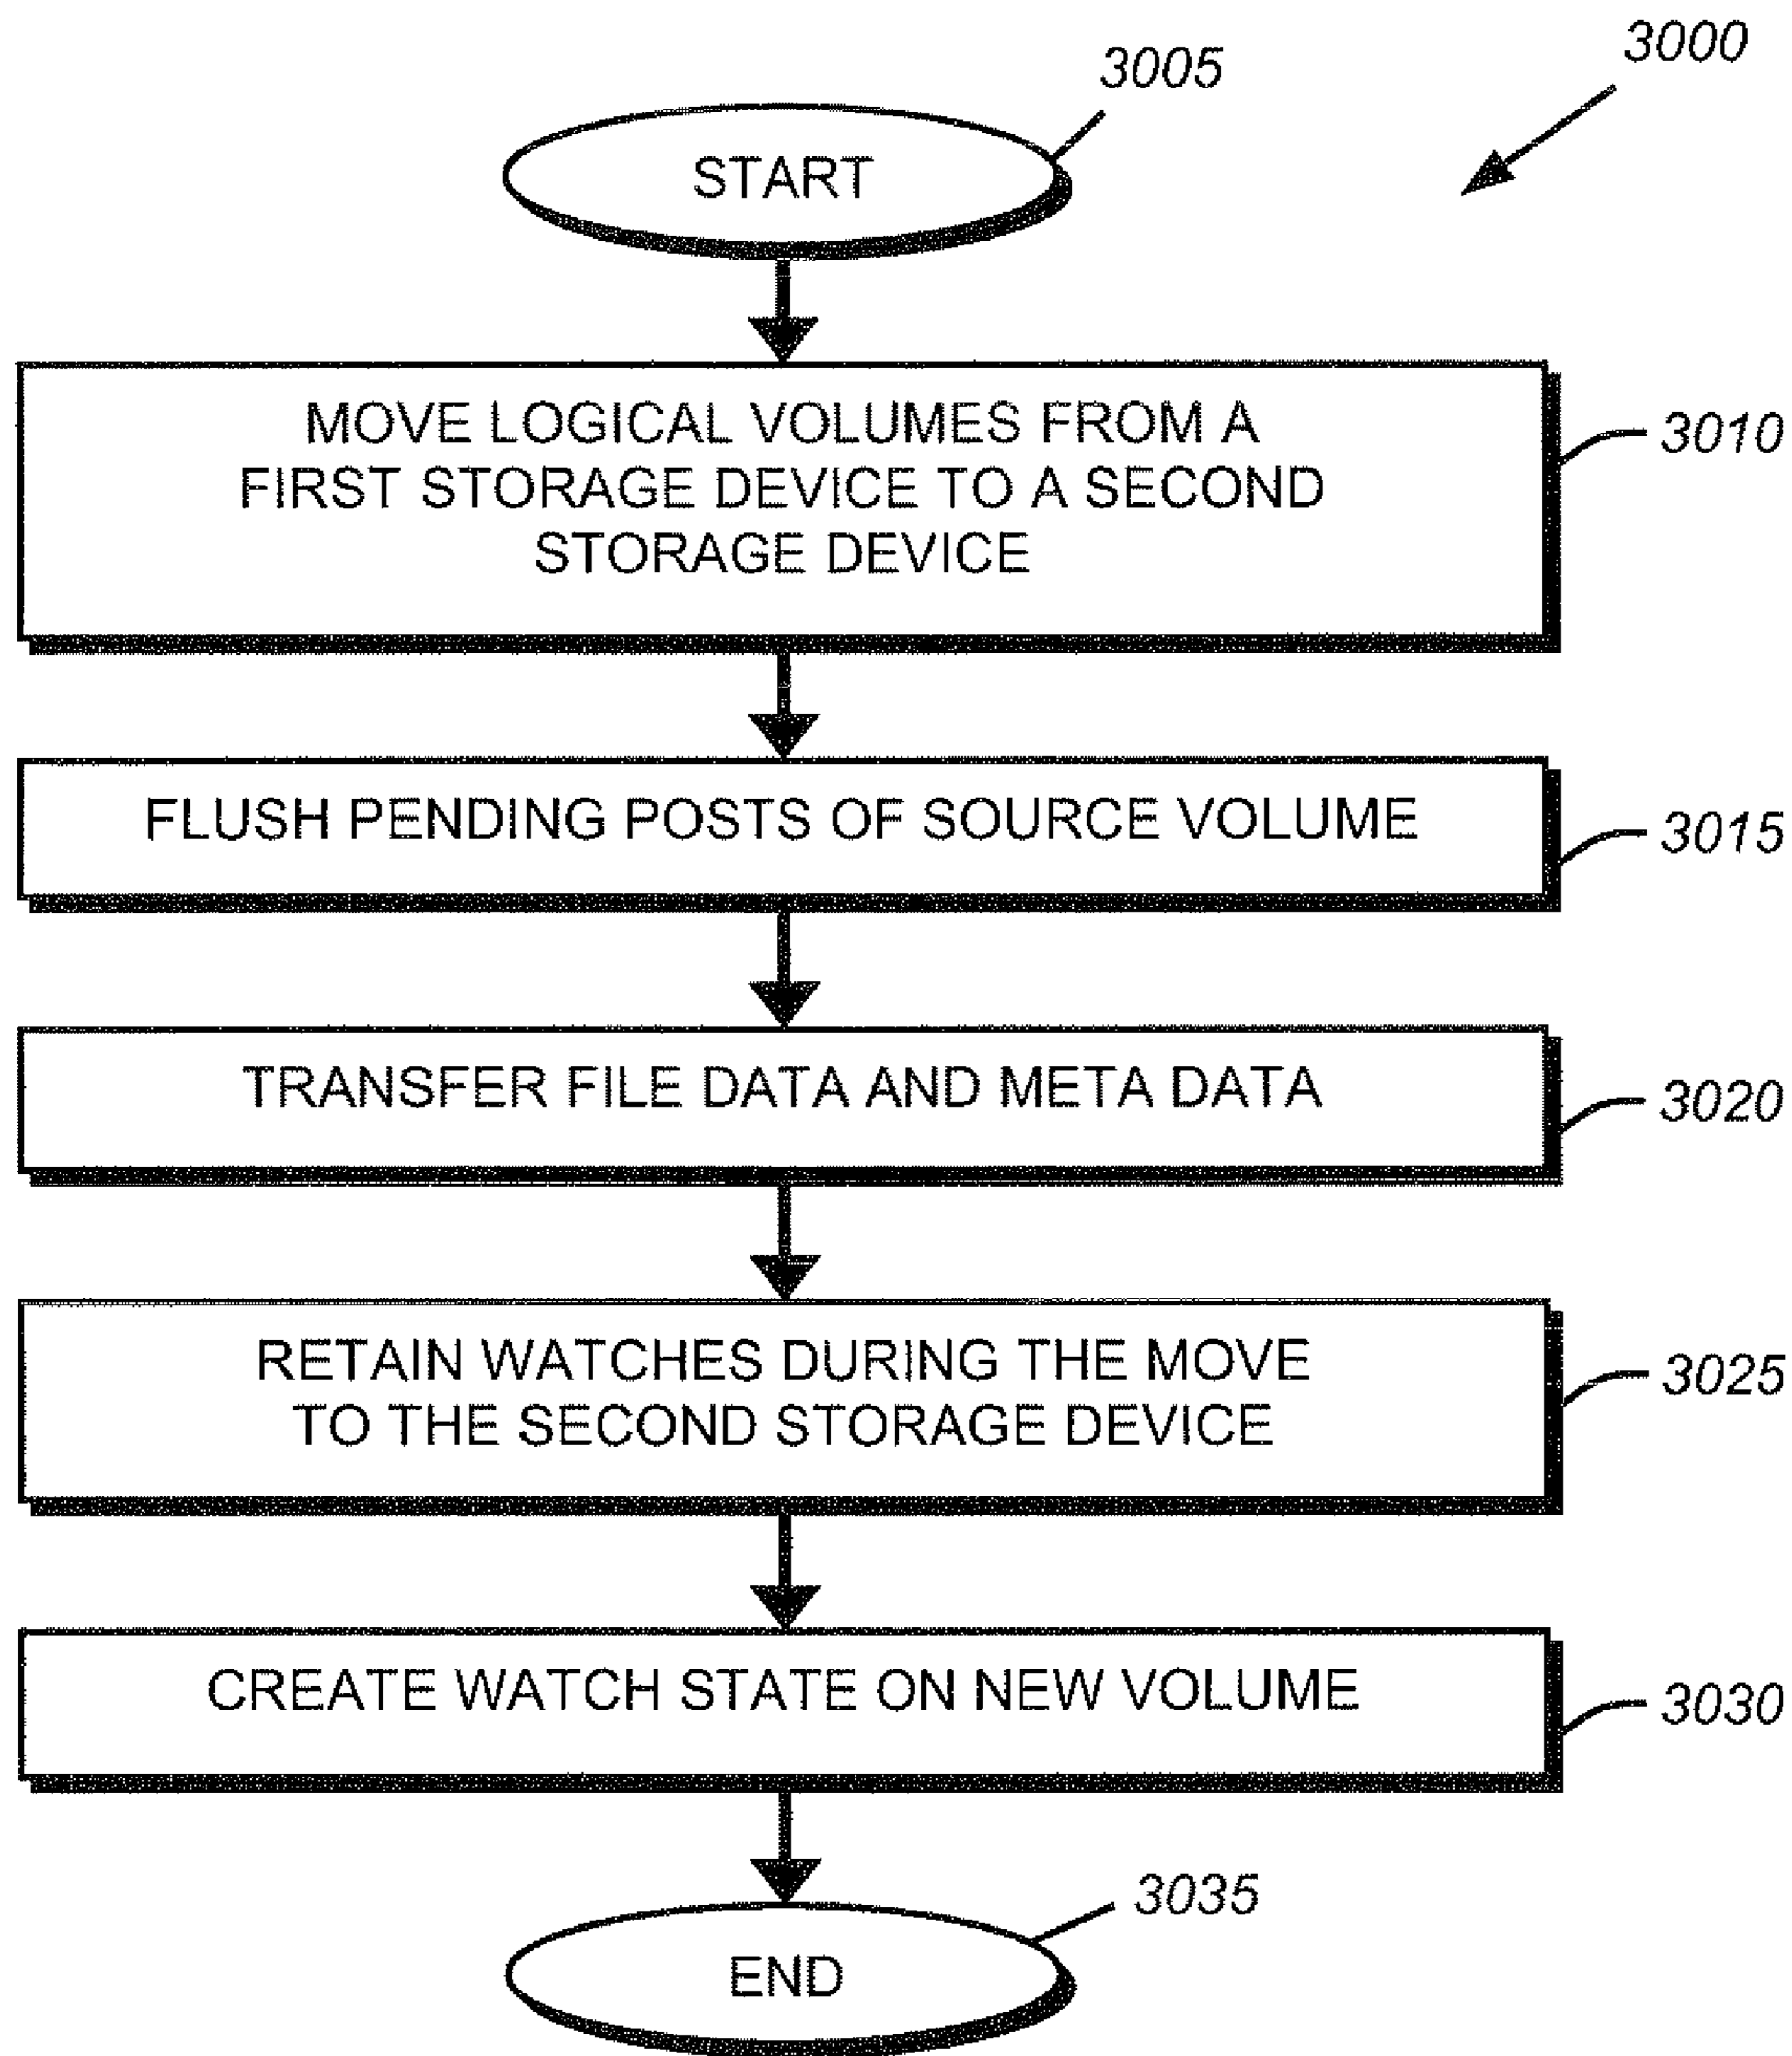 3000
3005
START
MOVE LOGICAL VOLUMES FROM A
FIRST STORAGE DEVICE TO A SECOND
STORAGE DEVICE
3010
FLUSH PENDING POSTS OF SOURCE VOLUME
3015
TRANSFER FILE DATA AND META DATA
3020
RETAIN WATCHES DURING THE MOVE
TO THE SECOND STORAGE DEVICE
3025
CREATE WATCH STATE ON NEW VOLUME
3030
3035
END